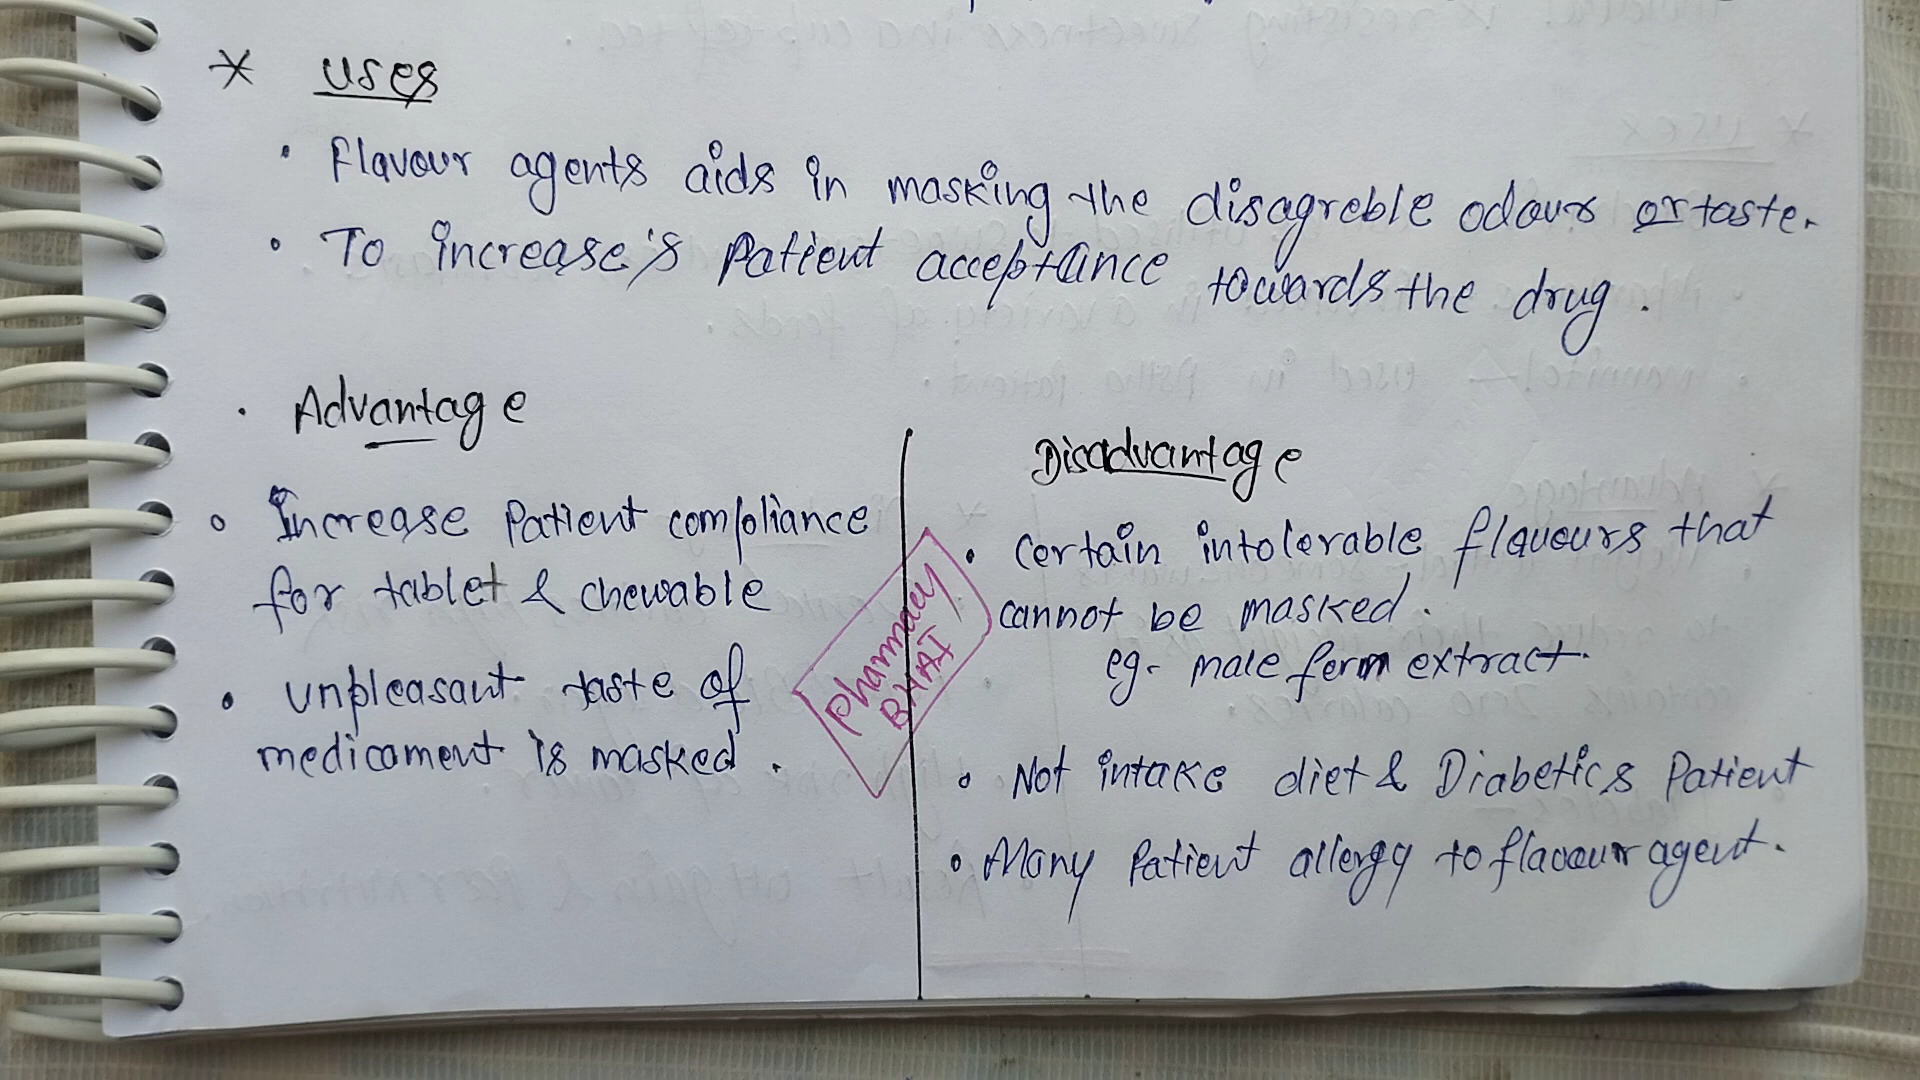 * uses
• flavour agents aids in masking the disagreble odours or taste.
• To increase's Patient acceptance towards the drug.
• Advantage
• Increase Patient compliance
for tablet & chewable
• unpleasant taste of
medicament is masked.
Disadvantage
• Certain intolerable flavours that
cannot be masked.
eg- male fern extract.
• Not intake diet & Diabetics Patient
• Many Patient allergy to flavour agent.
pharmacy
BHAI